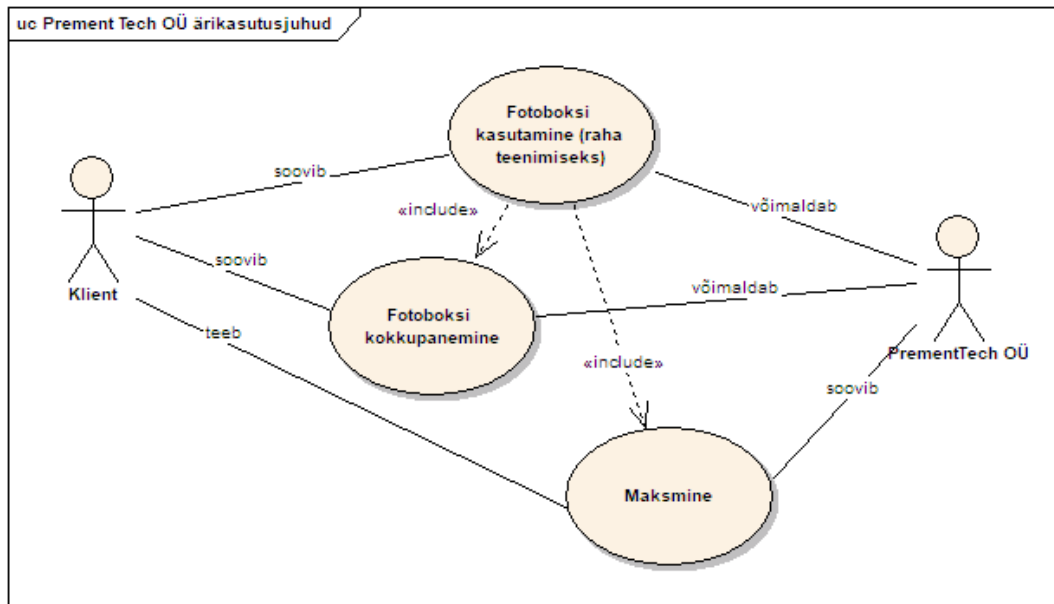 uc Prement Tech OÜ ärikasutusjuhud
Fotoboksi
kasutamine (raha
teenimiseks)
soovib
võimaldab
«include»
Klient
soovib
Fotoboksi
kokkupanemine
võimaldab
PrementTech OÜ
teeb
«include»
soovib
Maksmine